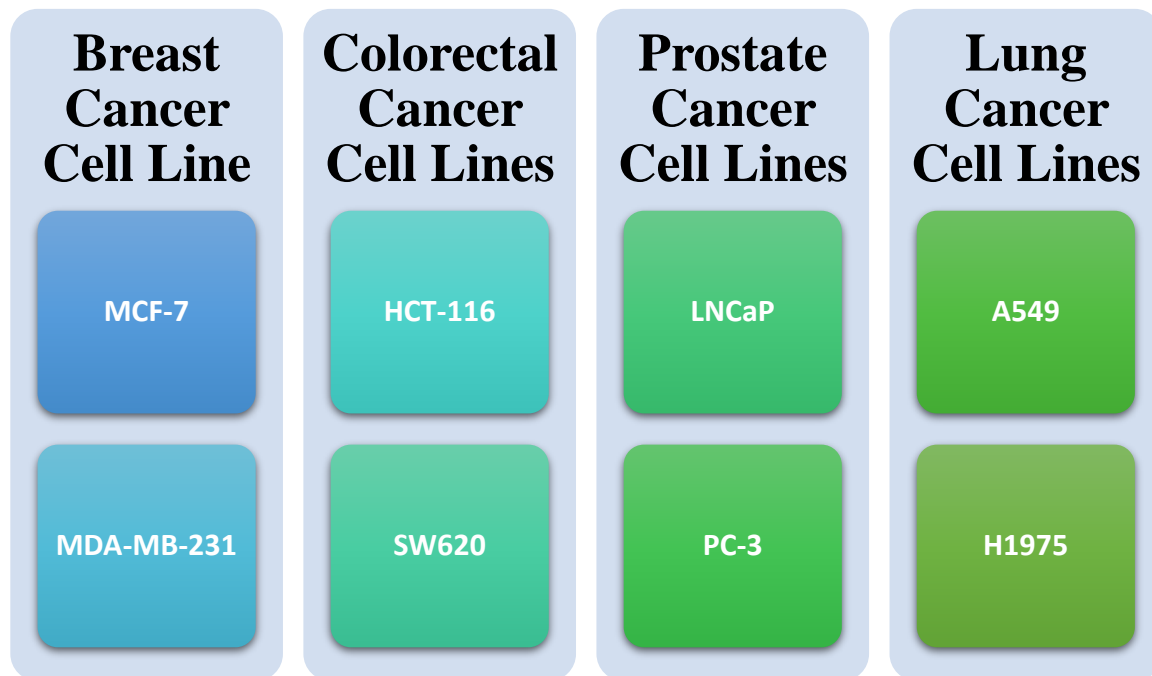 Breast
Cancer
Cell Line
MCF-7
MDA-MB-231
Colorectal
Cancer
Cell Lines
HCT-116
SW620
Prostate
Cancer
Cell Lines
LNCaP
PC-3
Lung
Cancer
Cell Lines
A549
H1975